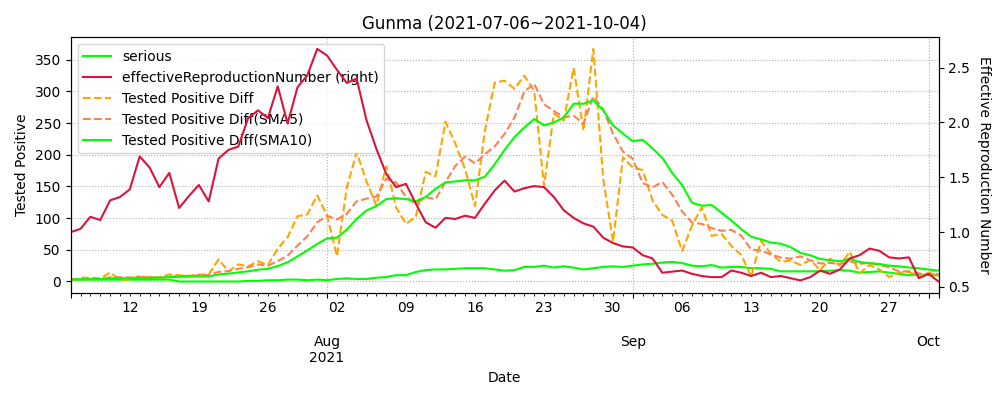 Gunma (2021-07-06~2021-10-04)
serious
effectiveReproductionNumber (right)
Tested Positive Diff
Tested Positive Diff(SMA5)
Tested Positive Diff(SMA10)
Tested Positive
350
300
250
200
150
100
50
0
2.5
2.0
1.5
1.0
0.5
Effective Reproduction Number
12 19 26 02 09 16 23 30 06 13 20 27
Aug Sep Oct
2021
Date